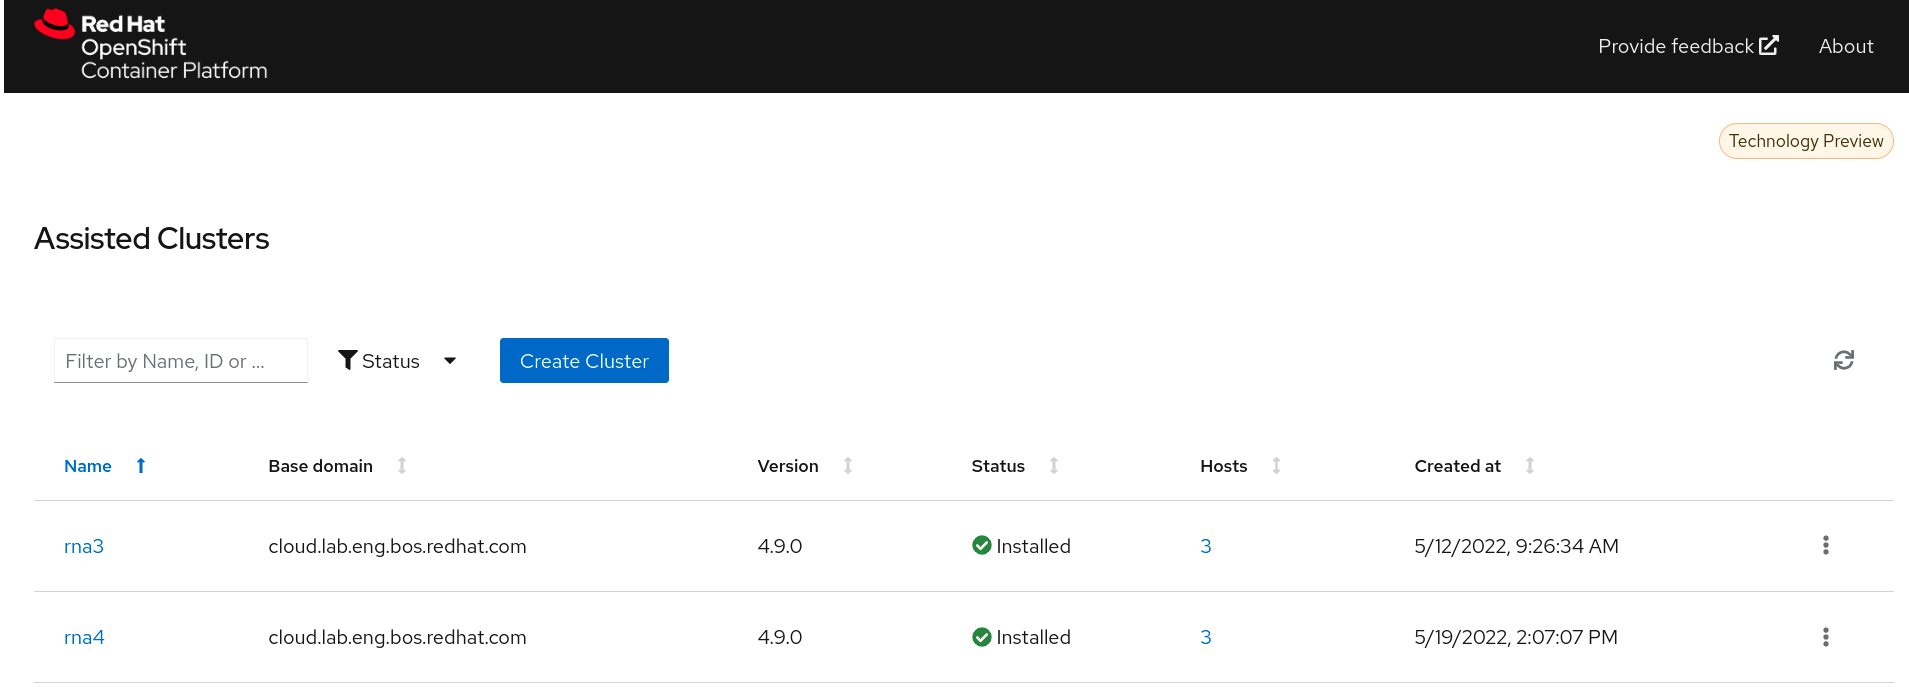 Red Hat
OpenShift
Container Platform
Provide feedback About
Technology Preview
Assisted Clusters
Filter by Name, ID or ... Status Create Cluster
Name Base domain Version Status Hosts Created at
rna3 cloud.lab.eng.bos.redhat.com 4.9.0 Installed 3 5/12/2022, 9:26:34 AM
rna4 cloud.lab.eng.bos.redhat.com 4.9.0 Installed 3 5/19/2022, 2:07:07 PM